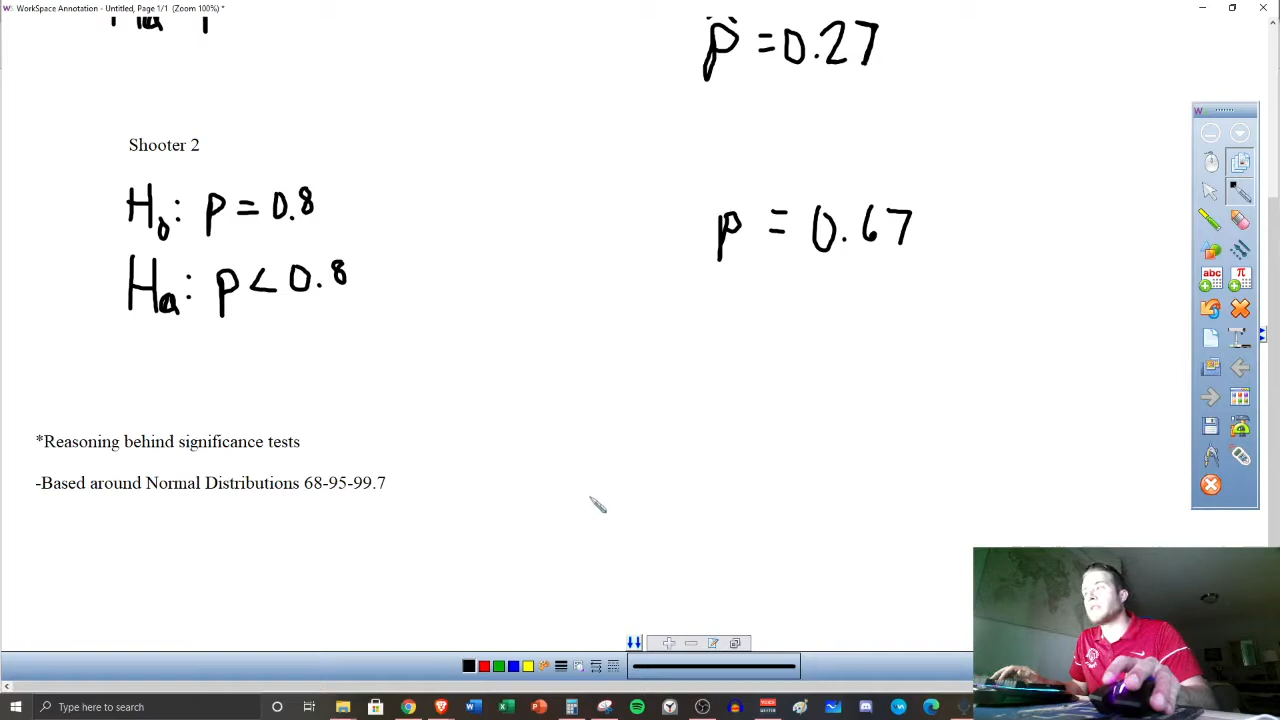 WorkSpace Annotation - Untitled, Page 1/1 (Zoom 100%) *
p̂ = 0.27
Shooter 2
H₀: p = 0.8
p = 0.67
Hₐ: p < 0.8
*Reasoning behind significance tests
-Based around Normal Distributions 68-95-99.7
abc
π
Type here to search